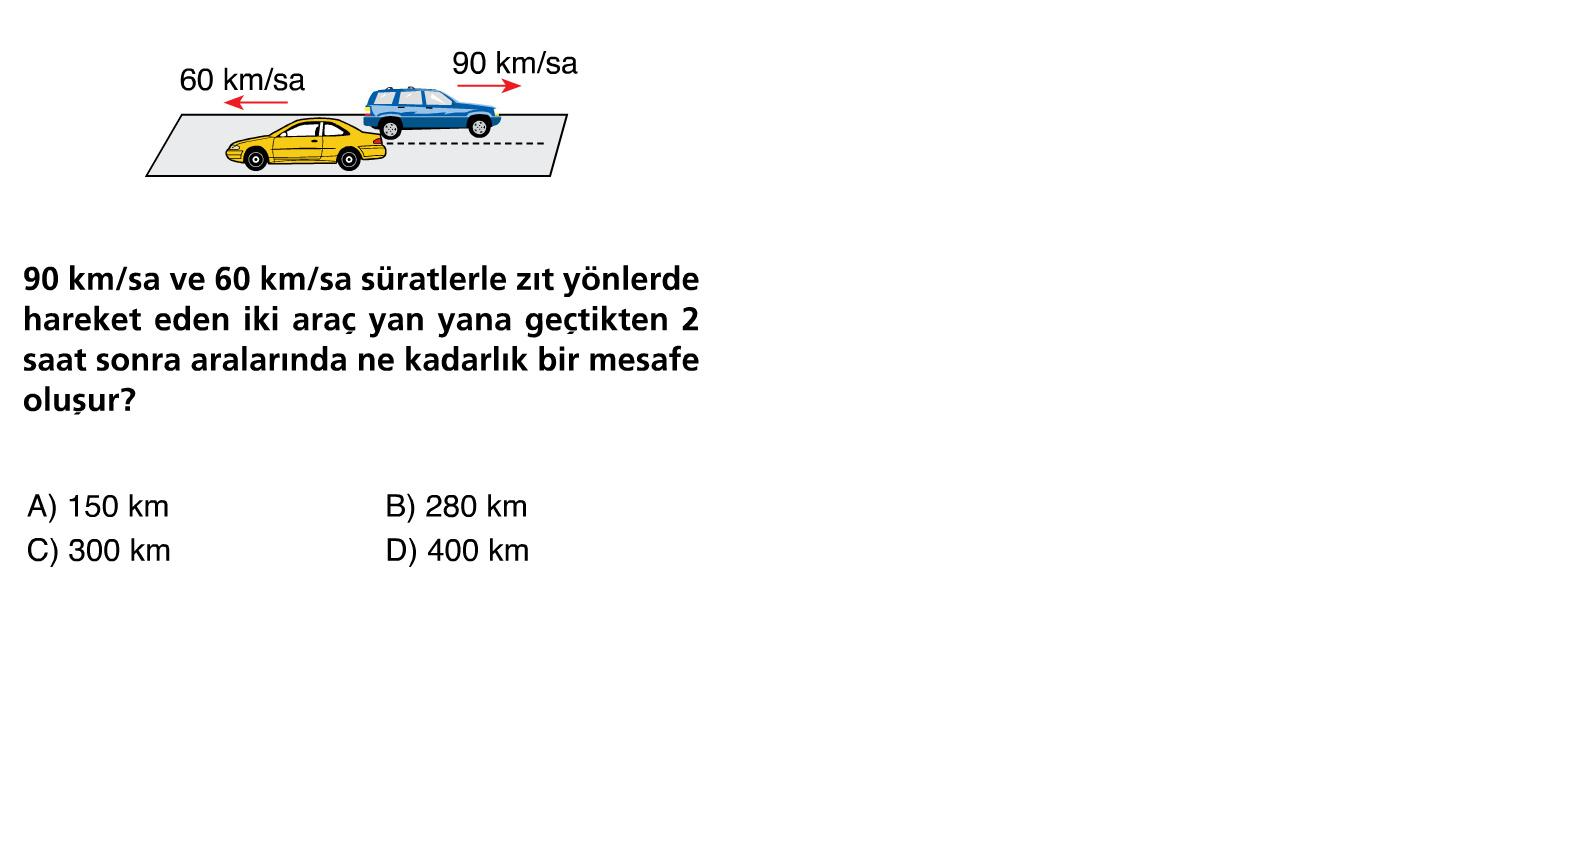 60 km/sa
90 km/sa
90 km/sa ve 60 km/sa süratlerle zıt yönlerde
hareket eden iki araç yan yana geçtikten 2
saat sonra aralarında ne kadarlık bir mesafe
oluşur?
A) 150 km
B) 280 km
C) 300 km
D) 400 km